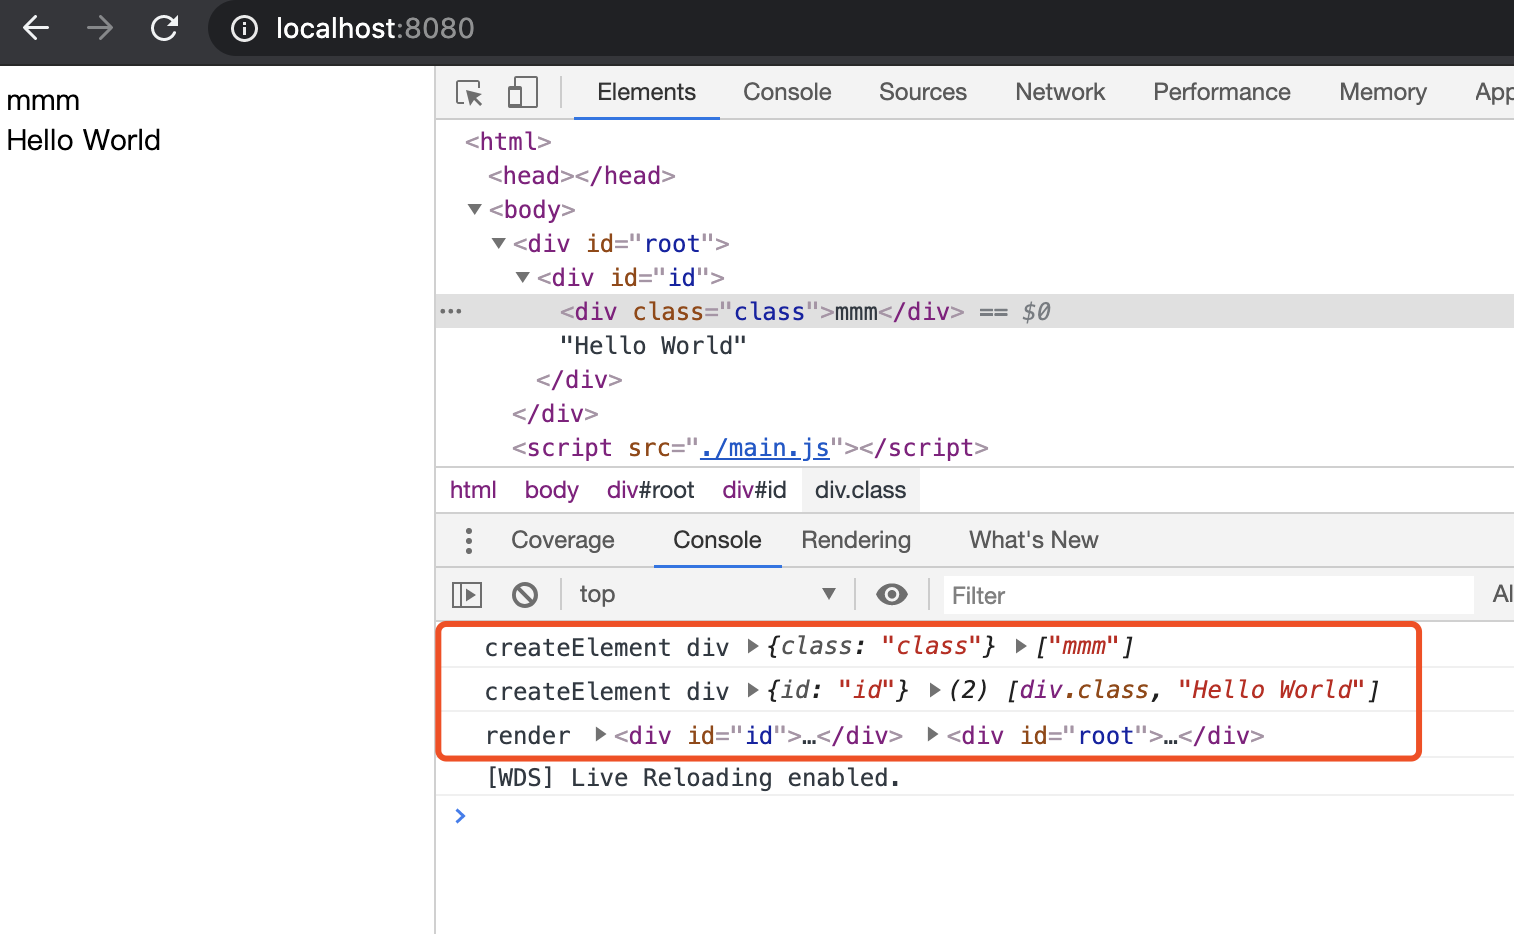 localhost:8080
mmm
Hello World
Elements Console Sources Network Performance Memory App
<html>
<head></head>
<body>
<div id="root">
<div id="id">
<div class="class">mmm</div> == $0
"Hello World"
</div>
</div>
<script src="./main.js"></script>
html body div#root div#id div.class
Coverage Console Rendering What's New
top Filter Al
createElement div {class: "class"} ["mmm"]
createElement div {id: "id"} (2) [div.class, "Hello World"]
render <div id="id">…</div> <div id="root">…</div>
[WDS] Live Reloading enabled.